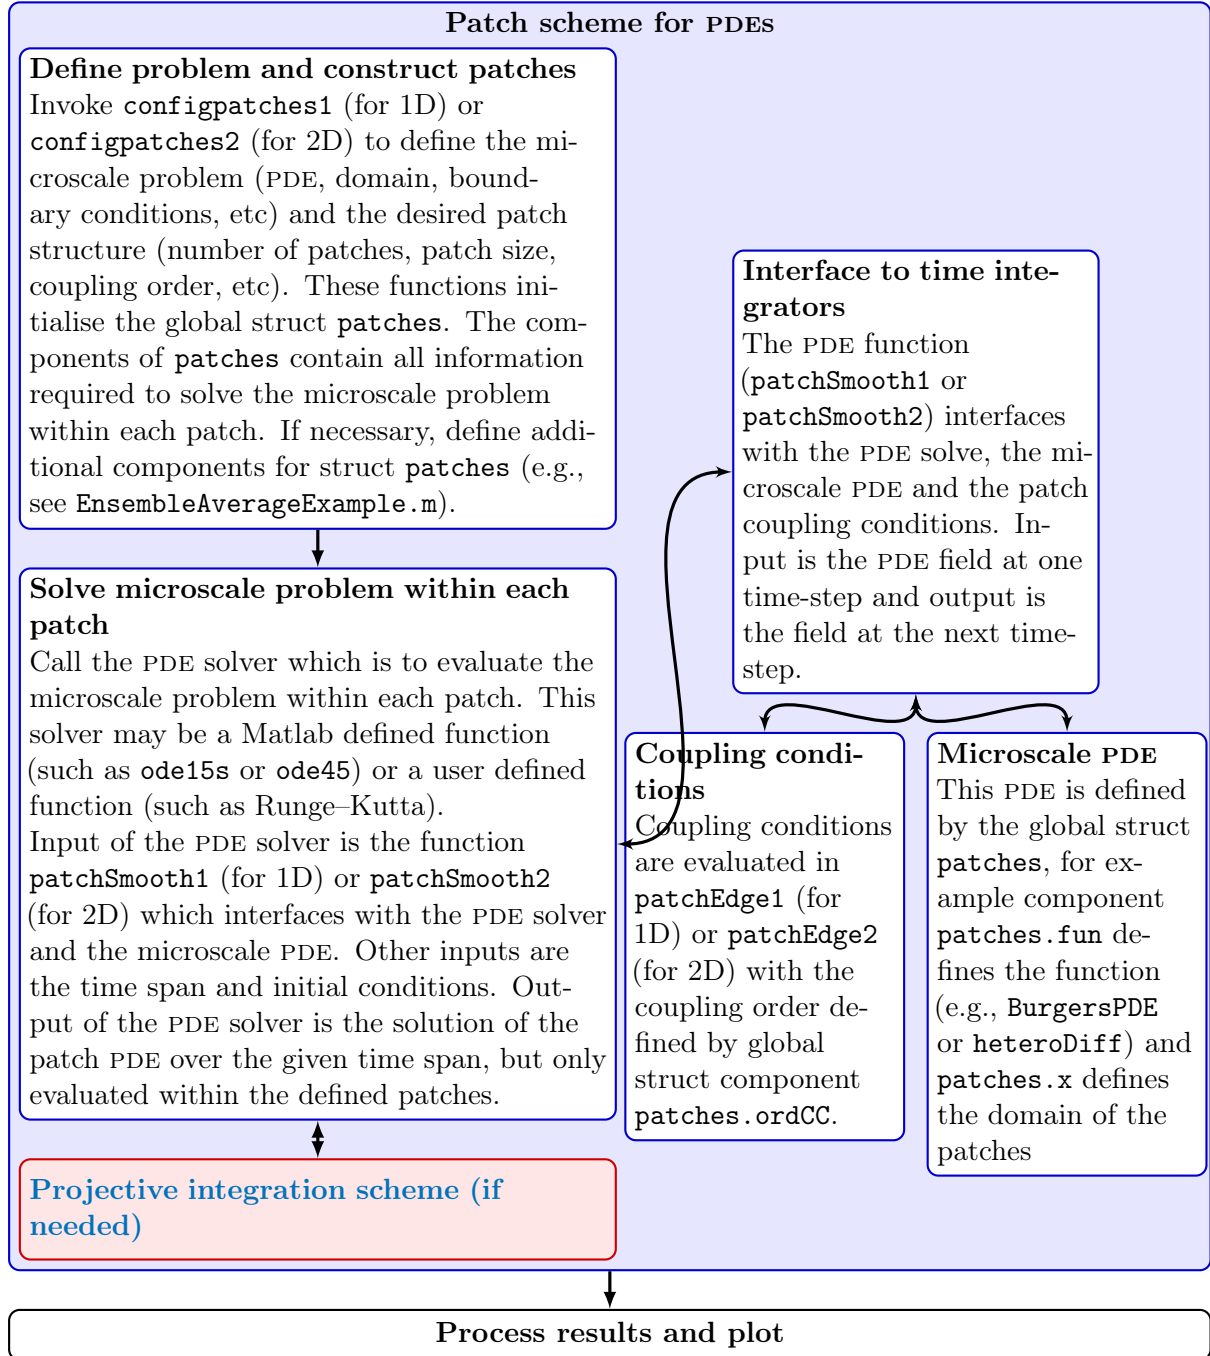 Patch scheme for PDEs
Define problem and construct patches
Invoke configpatches1 (for 1D) or
configpatches2 (for 2D) to define the mi-
croscale problem (PDE, domain, bound-
ary conditions, etc) and the desired patch
structure (number of patches, patch size,
coupling order, etc). These functions ini-
tialise the global struct patches. The com-
ponents of patches contain all information
required to solve the microscale problem
within each patch. If necessary, define addi-
tional components for struct patches (e.g.,
see EnsembleAverageExample.m).
Solve microscale problem within each
patch
Call the PDE solver which is to evaluate the
microscale problem within each patch. This
solver may be a Matlab defined function
(such as ode15s or ode45) or a user defined
function (such as Runge–Kutta).
Input of the PDE solver is the function
patchSmooth1 (for 1D) or patchSmooth2
(for 2D) which interfaces with the PDE solver
and the microscale PDE. Other inputs are
the time span and initial conditions. Out-
put of the PDE solver is the solution of the
patch PDE over the given time span, but only
evaluated within the defined patches.
Projective integration scheme (if
needed)
Interface to time inte-
grators
The PDE function
(patchSmooth1 or
patchSmooth2) interfaces
with the PDE solve, the mi-
croscale PDE and the patch
coupling conditions. In-
put is the PDE field at one
time-step and output is
the field at the next time-
step.
Coupling condi-
tions
Coupling conditions
are evaluated in
patchEdge1 (for
1D) or patchEdge2
(for 2D) with the
coupling order de-
fined by global
struct component
patches.ordCC.
Microscale PDE
This PDE is defined
by the global struct
patches, for ex-
ample component
patches.fun de-
fines the function
(e.g., BurgersPDE
or heteroDiff) and
patches.x defines
the domain of the
patches
Process results and plot